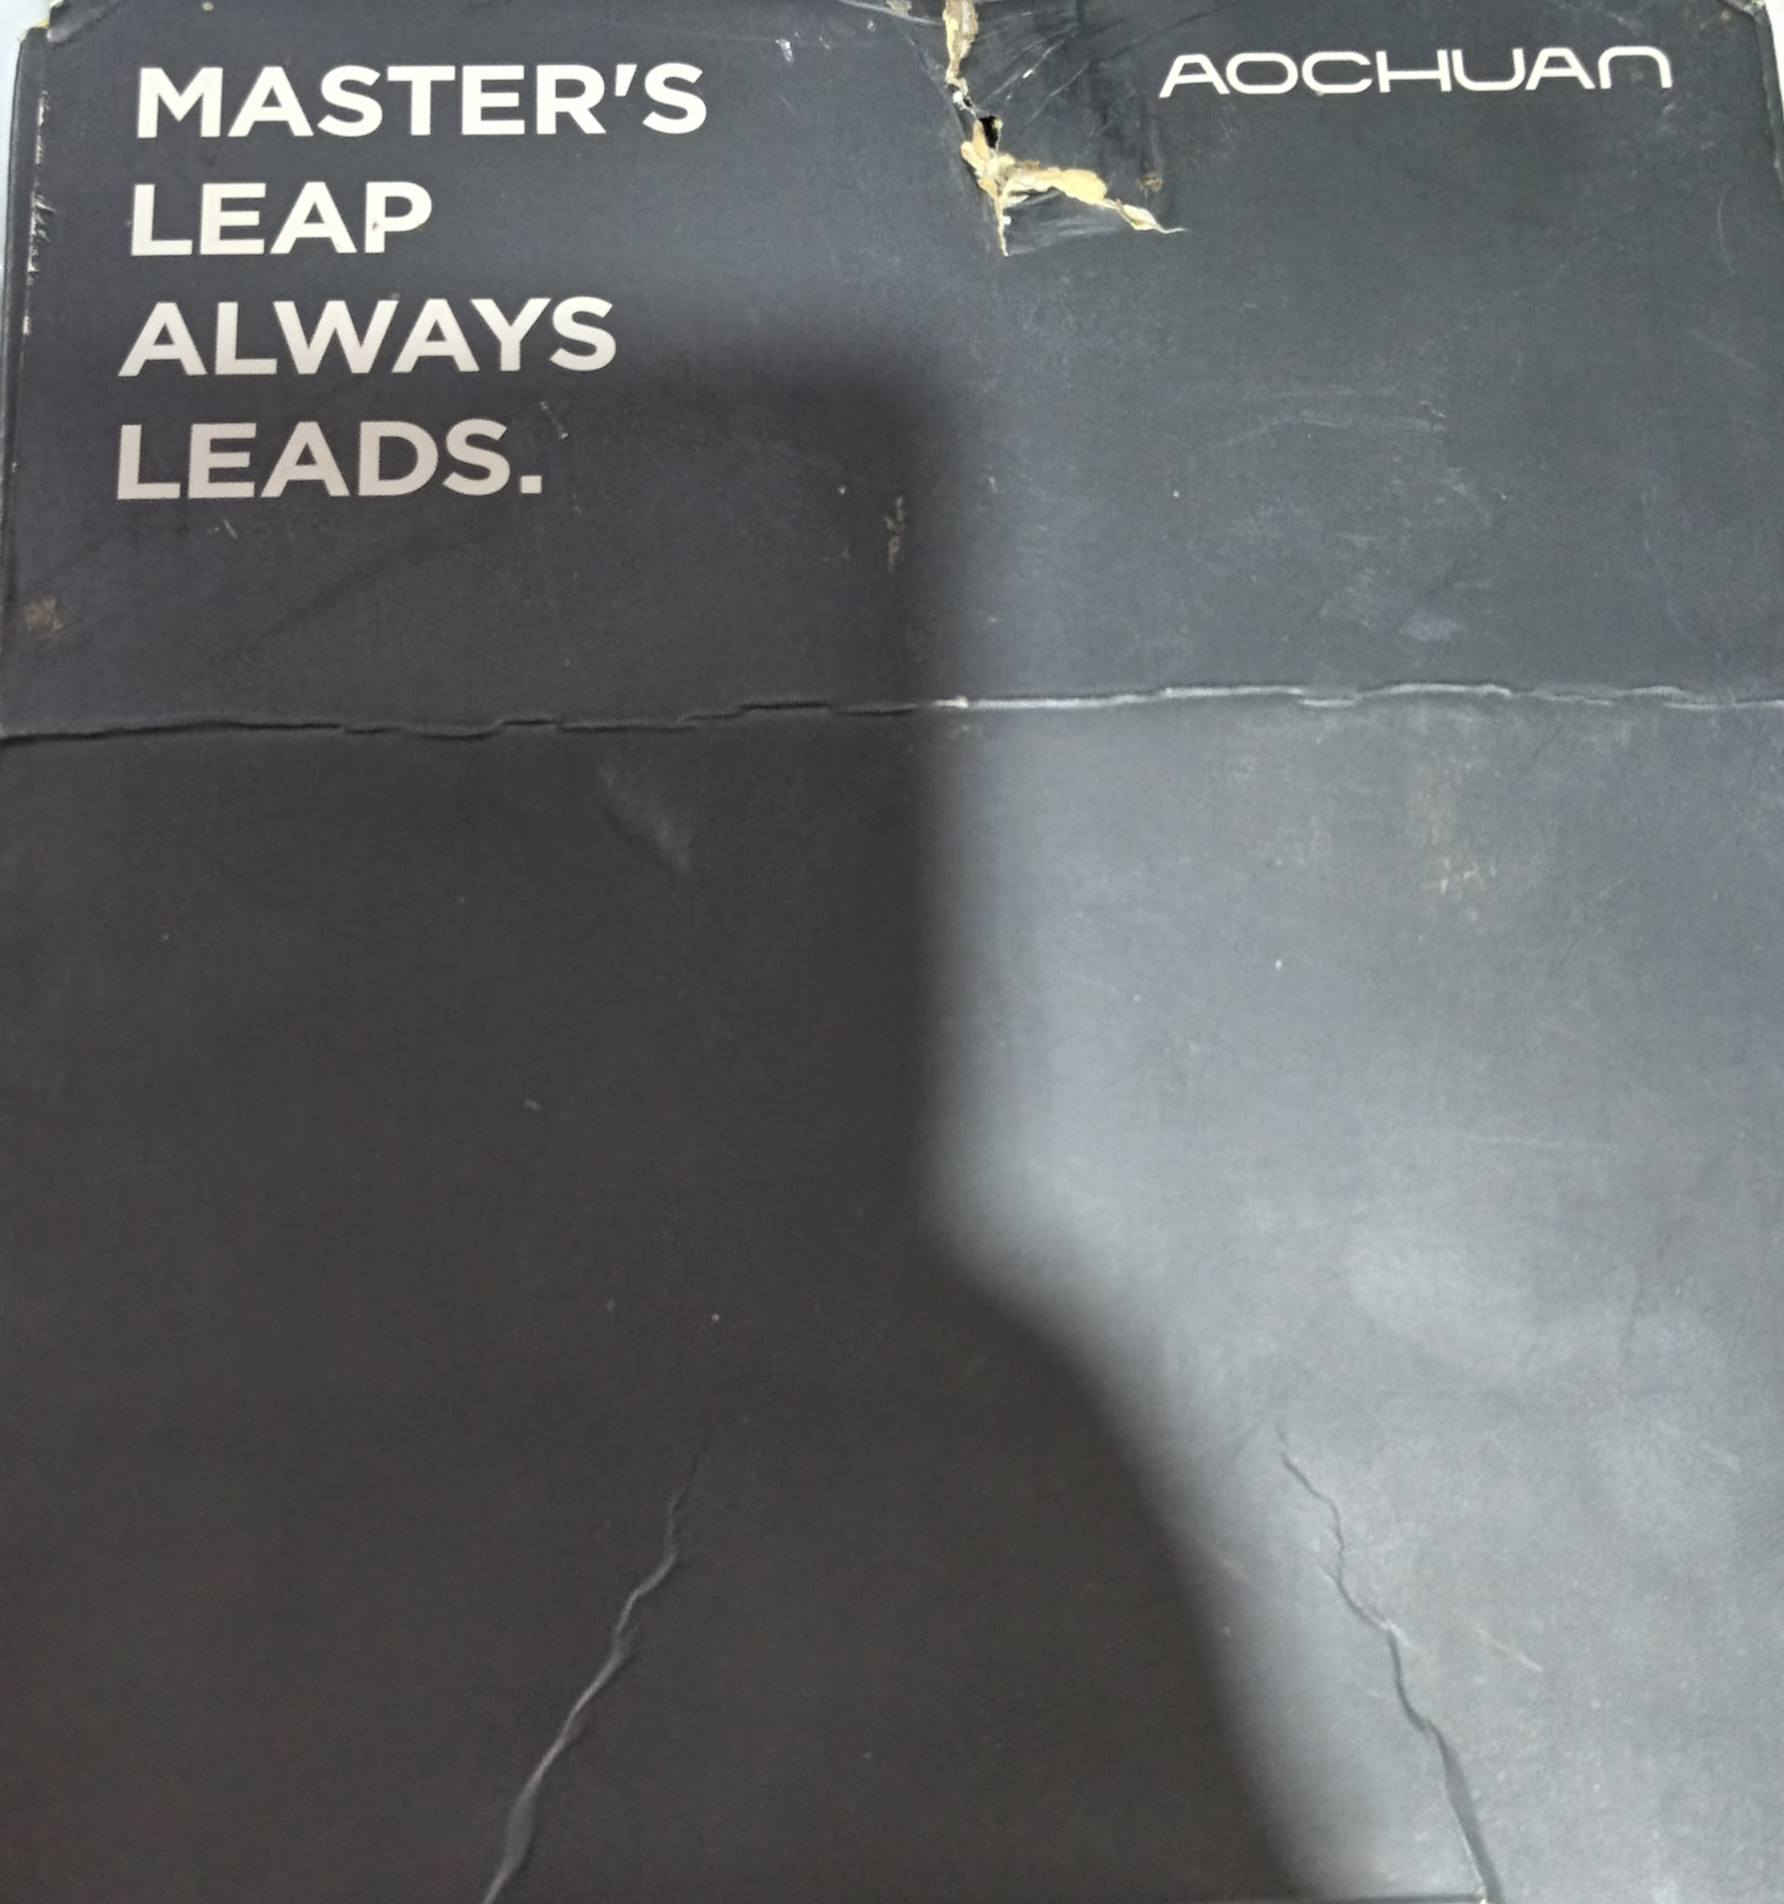 MASTER'S
LEAP
ALWAYS
LEADS.
AOCHUAN